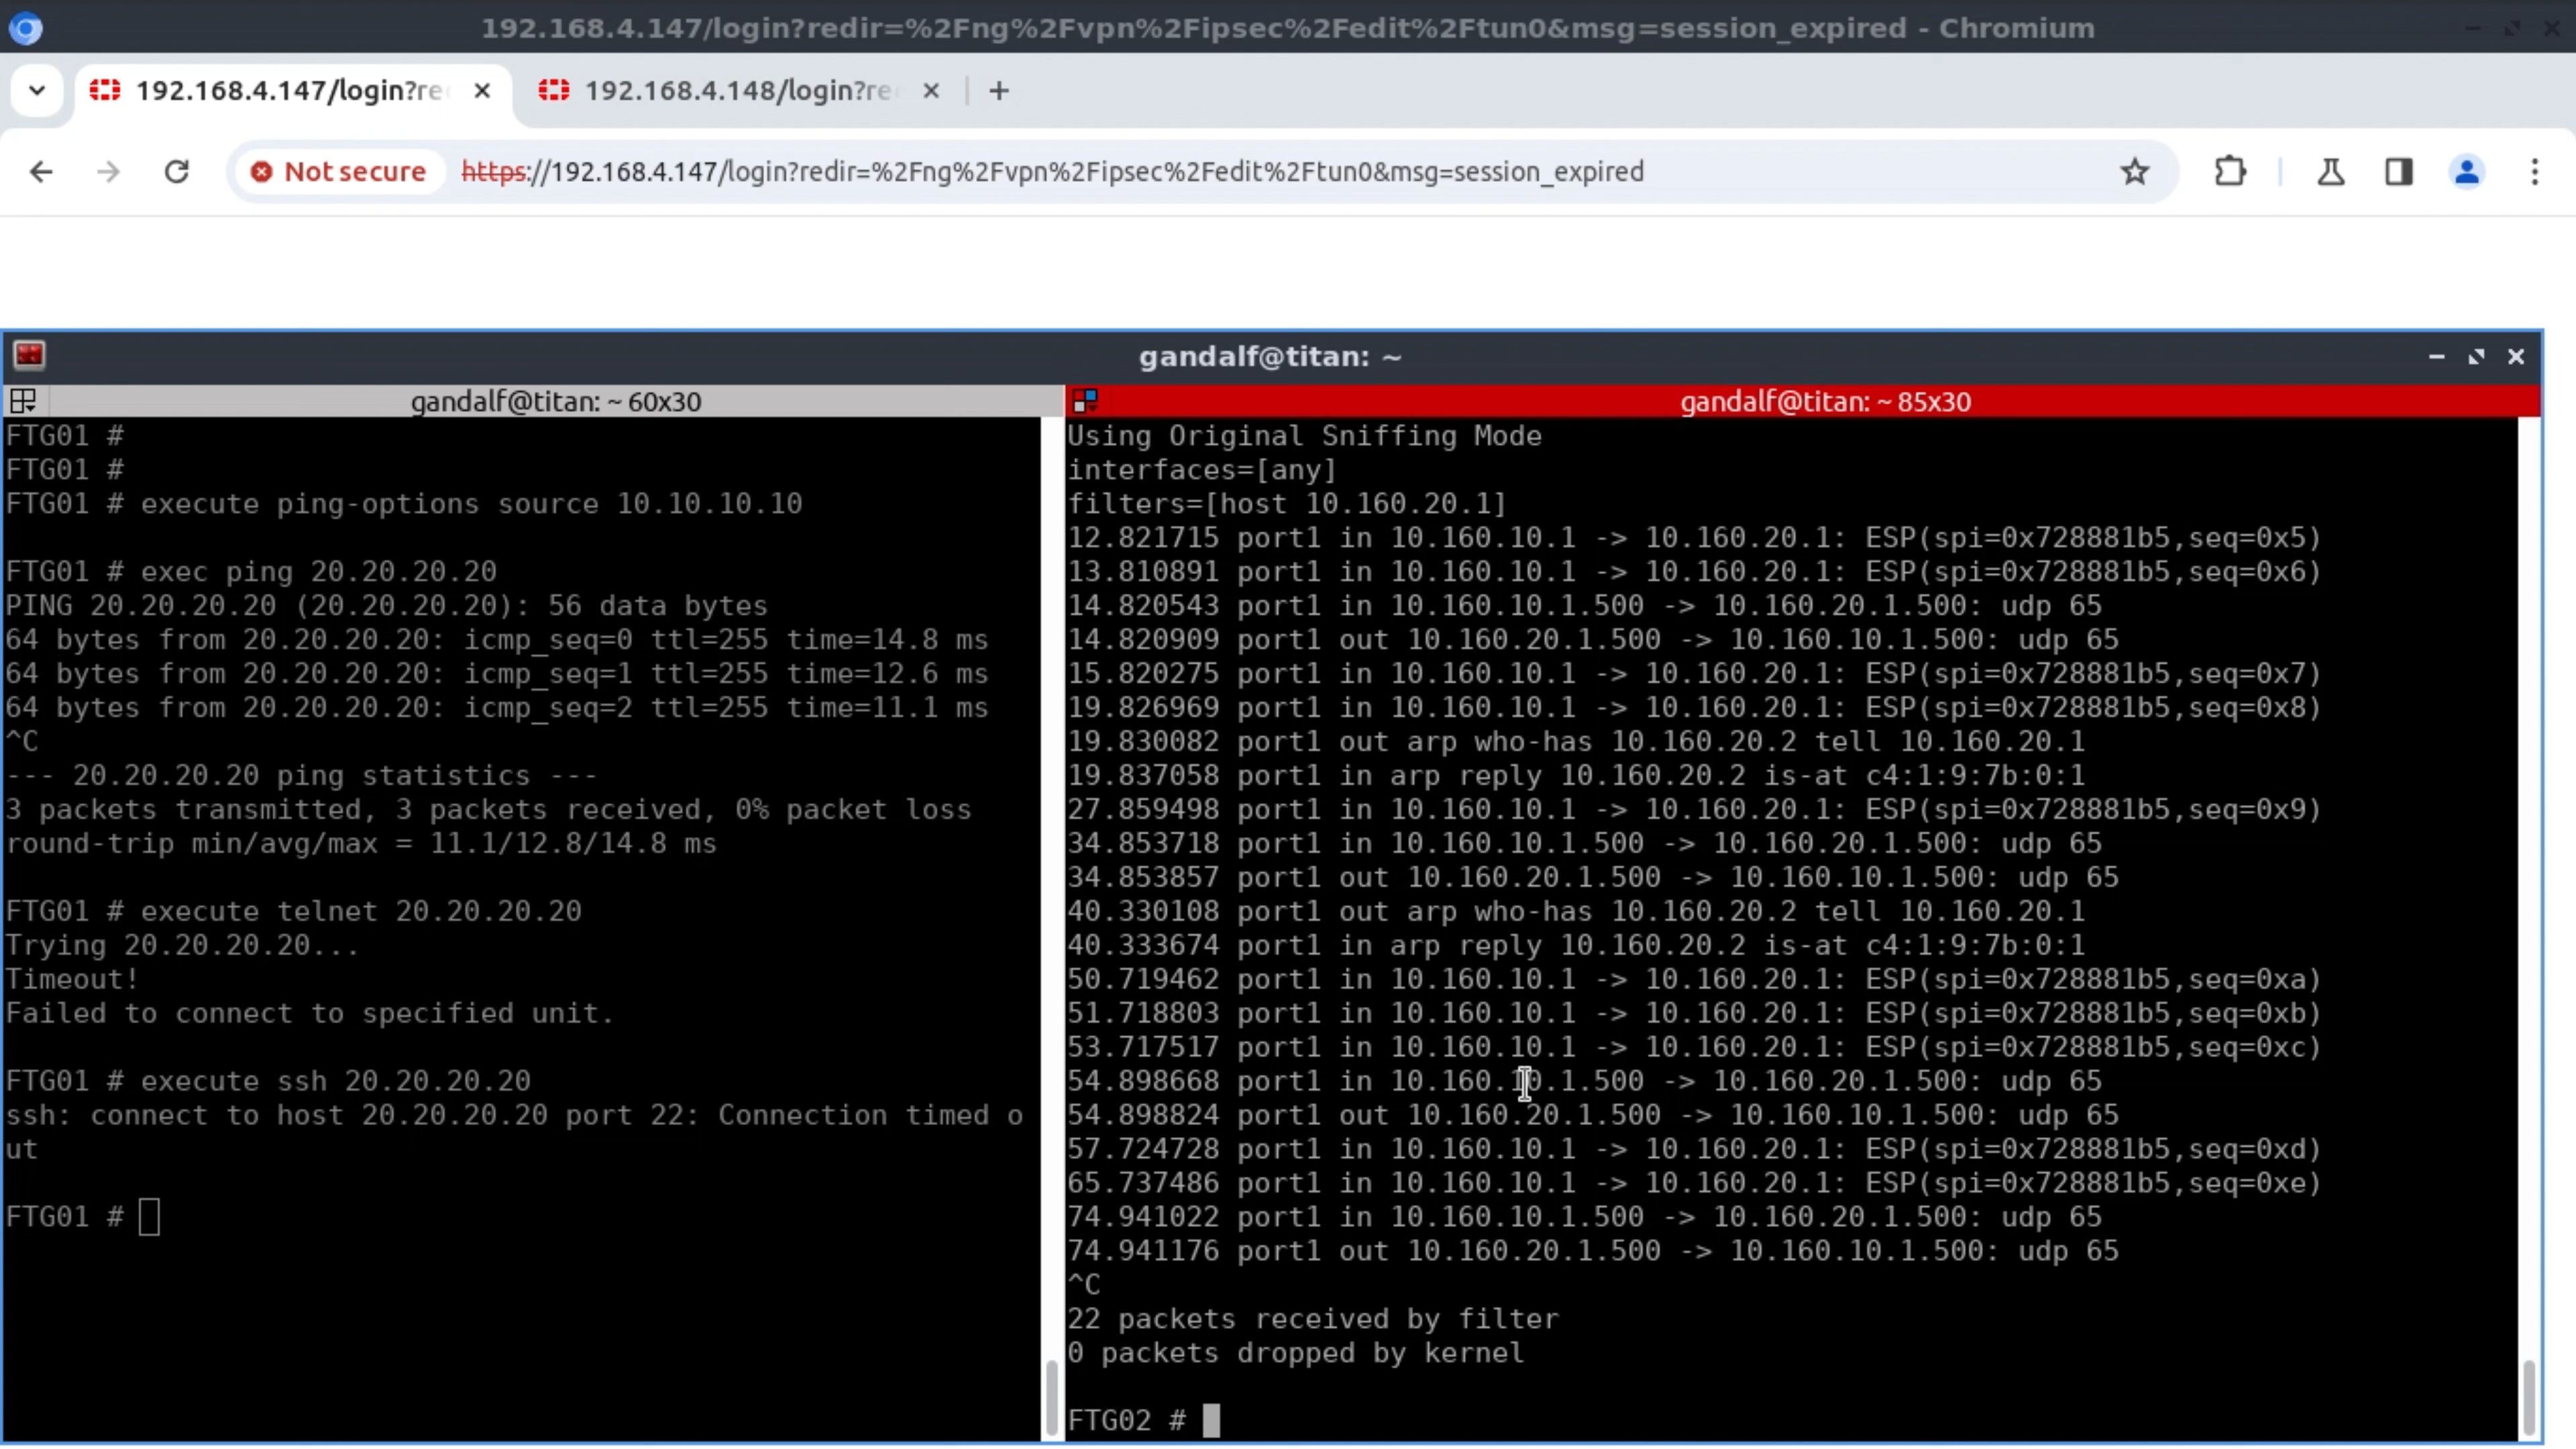 192.168.4.147/login?redir=%2Fng%2Fvpn%2Fipsec%2Fedit%2Ftun0&msg=session_expired - Chromium
192.168.4.147/login?re
192.168.4.148/login?re
Not secure
https://192.168.4.147/login?redir=%2Fng%2Fvpn%2Fipsec%2Fedit%2Ftun0&msg=session_expired
gandalf@titan: ~
gandalf@titan: ~ 60x30
FTG01 #
FTG01 #
FTG01 # execute ping-options source 10.10.10.10
FTG01 # exec ping 20.20.20.20
PING 20.20.20.20 (20.20.20.20): 56 data bytes
64 bytes from 20.20.20.20: icmp_seq=0 ttl=255 time=14.8 ms
64 bytes from 20.20.20.20: icmp_seq=1 ttl=255 time=12.6 ms
64 bytes from 20.20.20.20: icmp_seq=2 ttl=255 time=11.1 ms
^C
--- 20.20.20.20 ping statistics ---
3 packets transmitted, 3 packets received, 0% packet loss
round-trip min/avg/max = 11.1/12.8/14.8 ms
FTG01 # execute telnet 20.20.20.20
Trying 20.20.20.20...
Timeout!
Failed to connect to specified unit.
FTG01 # execute ssh 20.20.20.20
ssh: connect to host 20.20.20.20 port 22: Connection timed o
ut
FTG01 #
gandalf@titan: ~ 85x30
Using Original Sniffing Mode
interfaces=[any]
filters=[host 10.160.20.1]
12.821715 port1 in 10.160.10.1 -> 10.160.20.1: ESP(spi=0x728881b5,seq=0x5)
13.810891 port1 in 10.160.10.1 -> 10.160.20.1: ESP(spi=0x728881b5,seq=0x6)
14.820543 port1 in 10.160.10.1.500 -> 10.160.20.1.500: udp 65
14.820909 port1 out 10.160.20.1.500 -> 10.160.10.1.500: udp 65
15.820275 port1 in 10.160.10.1 -> 10.160.20.1: ESP(spi=0x728881b5,seq=0x7)
19.826969 port1 in 10.160.10.1 -> 10.160.20.1: ESP(spi=0x728881b5,seq=0x8)
19.830082 port1 out arp who-has 10.160.20.2 tell 10.160.20.1
19.837058 port1 in arp reply 10.160.20.2 is-at c4:1:9:7b:0:1
27.859498 port1 in 10.160.10.1 -> 10.160.20.1: ESP(spi=0x728881b5,seq=0x9)
34.853718 port1 in 10.160.10.1.500 -> 10.160.20.1.500: udp 65
34.853857 port1 out 10.160.20.1.500 -> 10.160.10.1.500: udp 65
40.330108 port1 out arp who-has 10.160.20.2 tell 10.160.20.1
40.333674 port1 in arp reply 10.160.20.2 is-at c4:1:9:7b:0:1
50.719462 port1 in 10.160.10.1 -> 10.160.20.1: ESP(spi=0x728881b5,seq=0xa)
51.718803 port1 in 10.160.10.1 -> 10.160.20.1: ESP(spi=0x728881b5,seq=0xb)
53.717517 port1 in 10.160.10.1 -> 10.160.20.1: ESP(spi=0x728881b5,seq=0xc)
54.898668 port1 in 10.160.10.1.500 -> 10.160.20.1.500: udp 65
54.898824 port1 out 10.160.20.1.500 -> 10.160.10.1.500: udp 65
57.724728 port1 in 10.160.10.1 -> 10.160.20.1: ESP(spi=0x728881b5,seq=0xd)
65.737486 port1 in 10.160.10.1 -> 10.160.20.1: ESP(spi=0x728881b5,seq=0xe)
74.941022 port1 in 10.160.10.1.500 -> 10.160.20.1.500: udp 65
74.941176 port1 out 10.160.20.1.500 -> 10.160.10.1.500: udp 65
^C
22 packets received by filter
0 packets dropped by kernel
FTG02 #